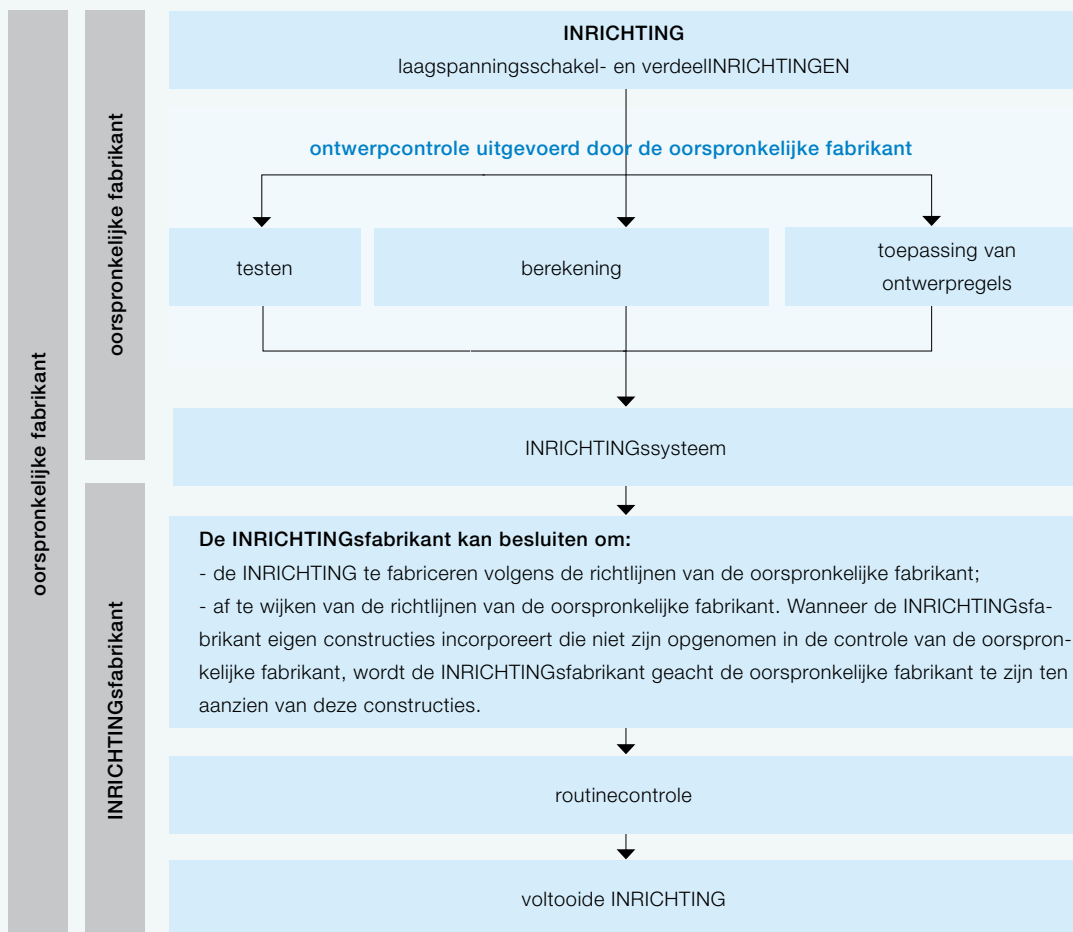 oorspronkelijke fabrikant
oorspronkelijke fabrikant
INRICHTINGsfabrikant
INRICHTING
laagspanningsschakel- en verdeelINRICHTINGEN
ontwerpcontrole uitgevoerd door de oorspronkelijke fabrikant
testen
berekening
toepassing van
ontwerpregels
INRICHTINGssysteem
De INRICHTINGsfabrikant kan besluiten om:
- de INRICHTING te fabriceren volgens de richtlijnen van de oorspronkelijke fabrikant;
- af te wijken van de richtlijnen van de oorspronkelijke fabrikant. Wanneer de INRICHTINGsfa-
brikant eigen constructies incorporeert die niet zijn opgenomen in de controle van de oorspron-
kelijke fabrikant, wordt de INRICHTINGsfabrikant geacht de oorspronkelijke fabrikant te zijn ten
aanzien van deze constructies.
routinecontrole
voltooide INRICHTING